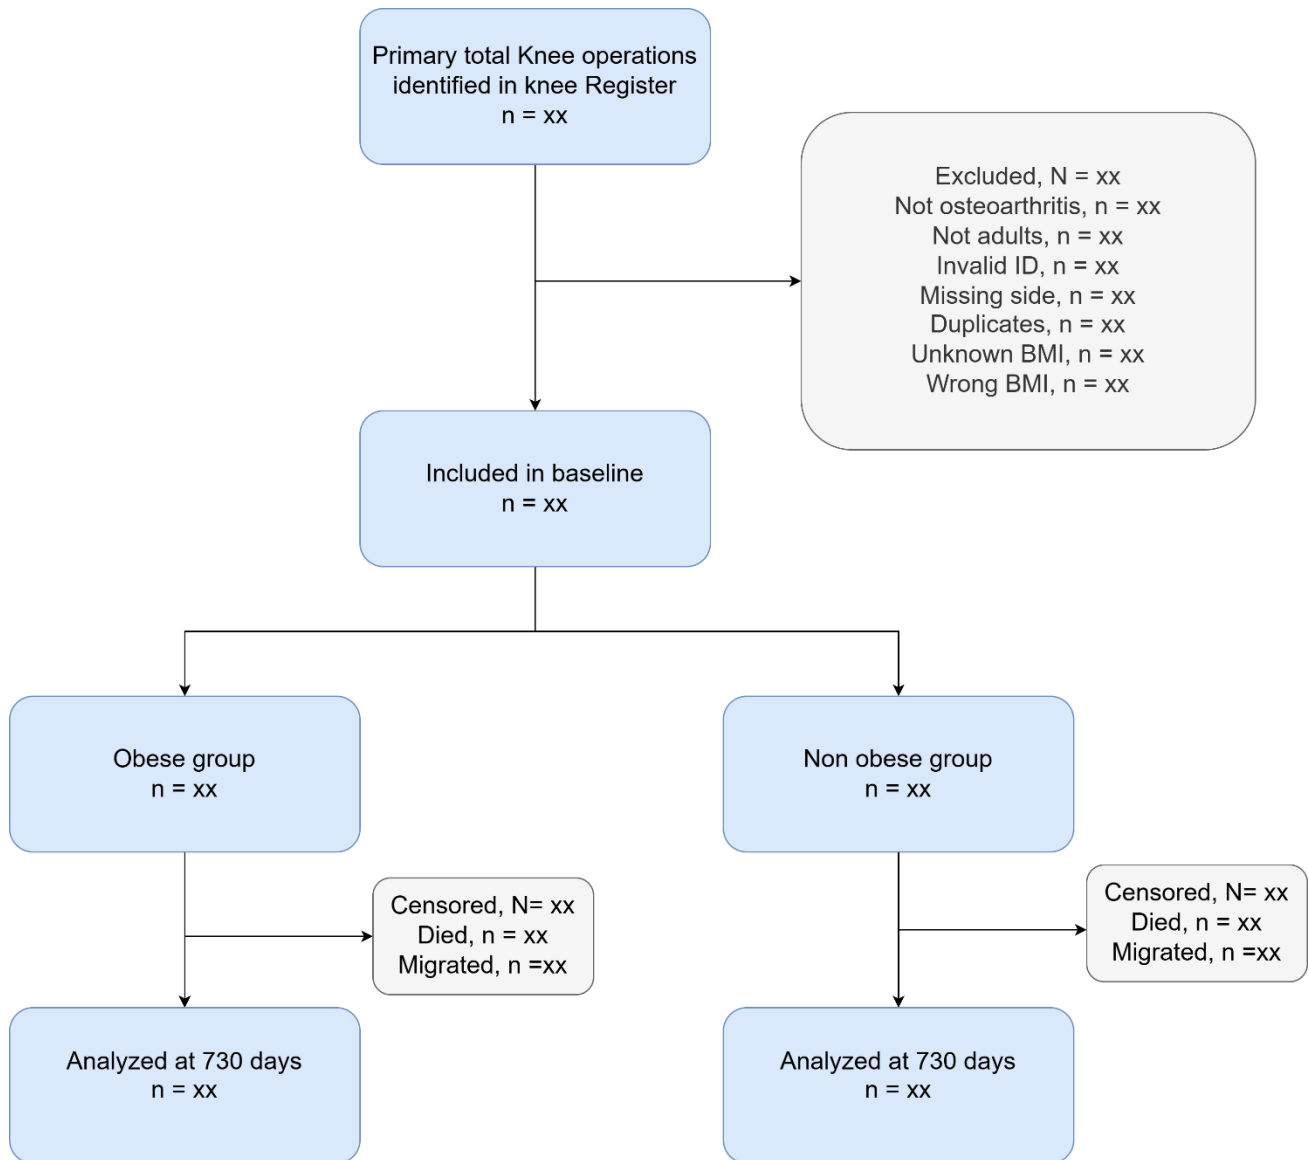 Primary total Knee operations
identified in knee Register
n = xx
Excluded, N = xx
Not osteoarthritis, n = xx
Not adults, n = xx
Invalid ID, n = xx
Missing side, n = xx
Duplicates, n = xx
Unknown BMI, n = xx
Wrong BMI, n = xx
Included in baseline
n = xx
Obese group
n = xx
Non obese group
n = xx
Censored, N= xx
Died, n = xx
Migrated, n =xx
Censored, N= xx
Died, n = xx
Migrated, n =xx
Analyzed at 730 days
n = xx
Analyzed at 730 days
n = xx